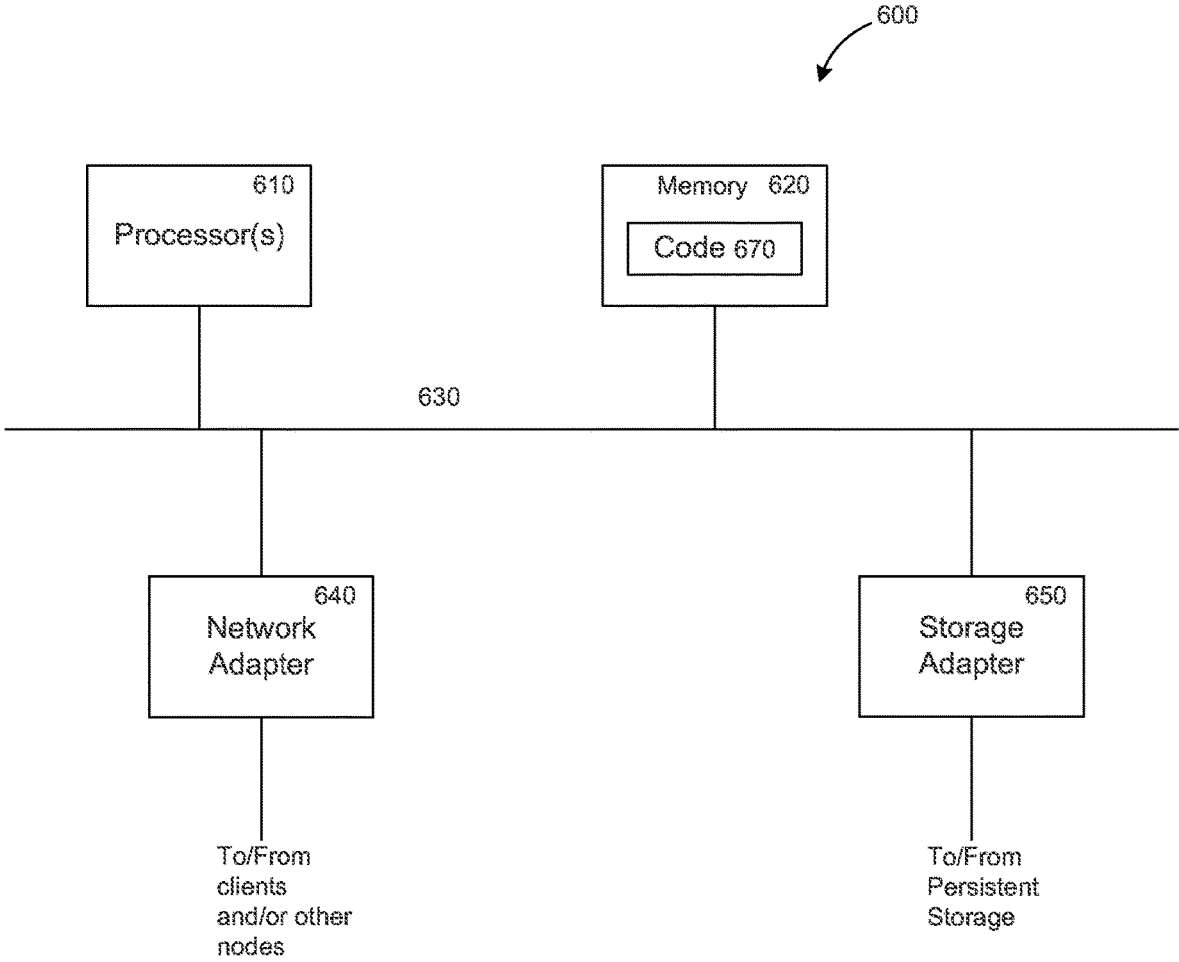 600
610
Processor(s)
Memory 620
Code 670
630
640
Network
Adapter
650
Storage
Adapter
To/From
clients
and/or other
nodes
To/From
Persistent
Storage